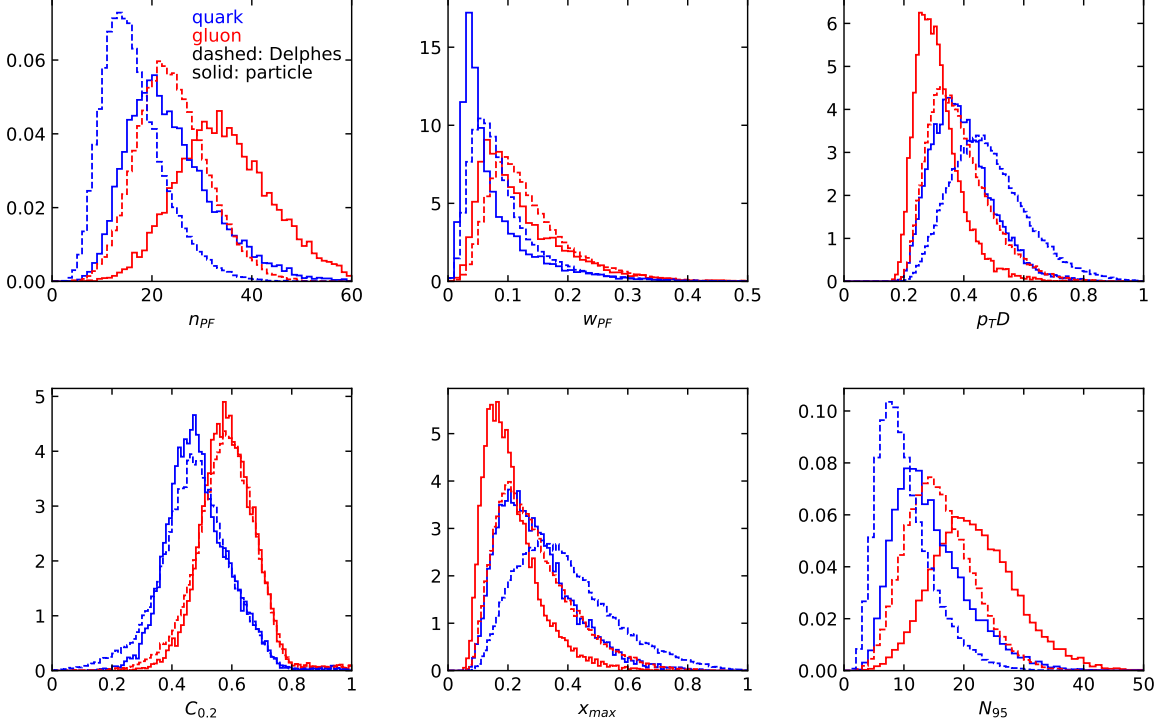 quark
gluon
dashed: Delphes
solid: particle
0.06
0.04
0.02
0.00
0 20 40 60
n_PF
15
10
5
0
0 0.1 0.2 0.3 0.4 0.5
w_PF
6
5
4
3
2
1
0
0 0.2 0.4 0.6 0.8 1
p_TD
5
4
3
2
1
0
0 0.2 0.4 0.6 0.8 1
C_0.2
5
4
3
2
1
0
0 0.2 0.4 0.6 0.8 1
x_max
0.10
0.08
0.06
0.04
0.02
0.00
0 10 20 30 40 50
N_95